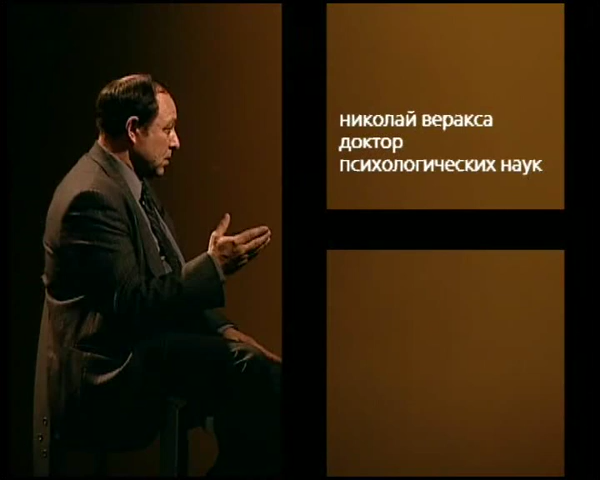 николай веракса
доктор
психологических наук